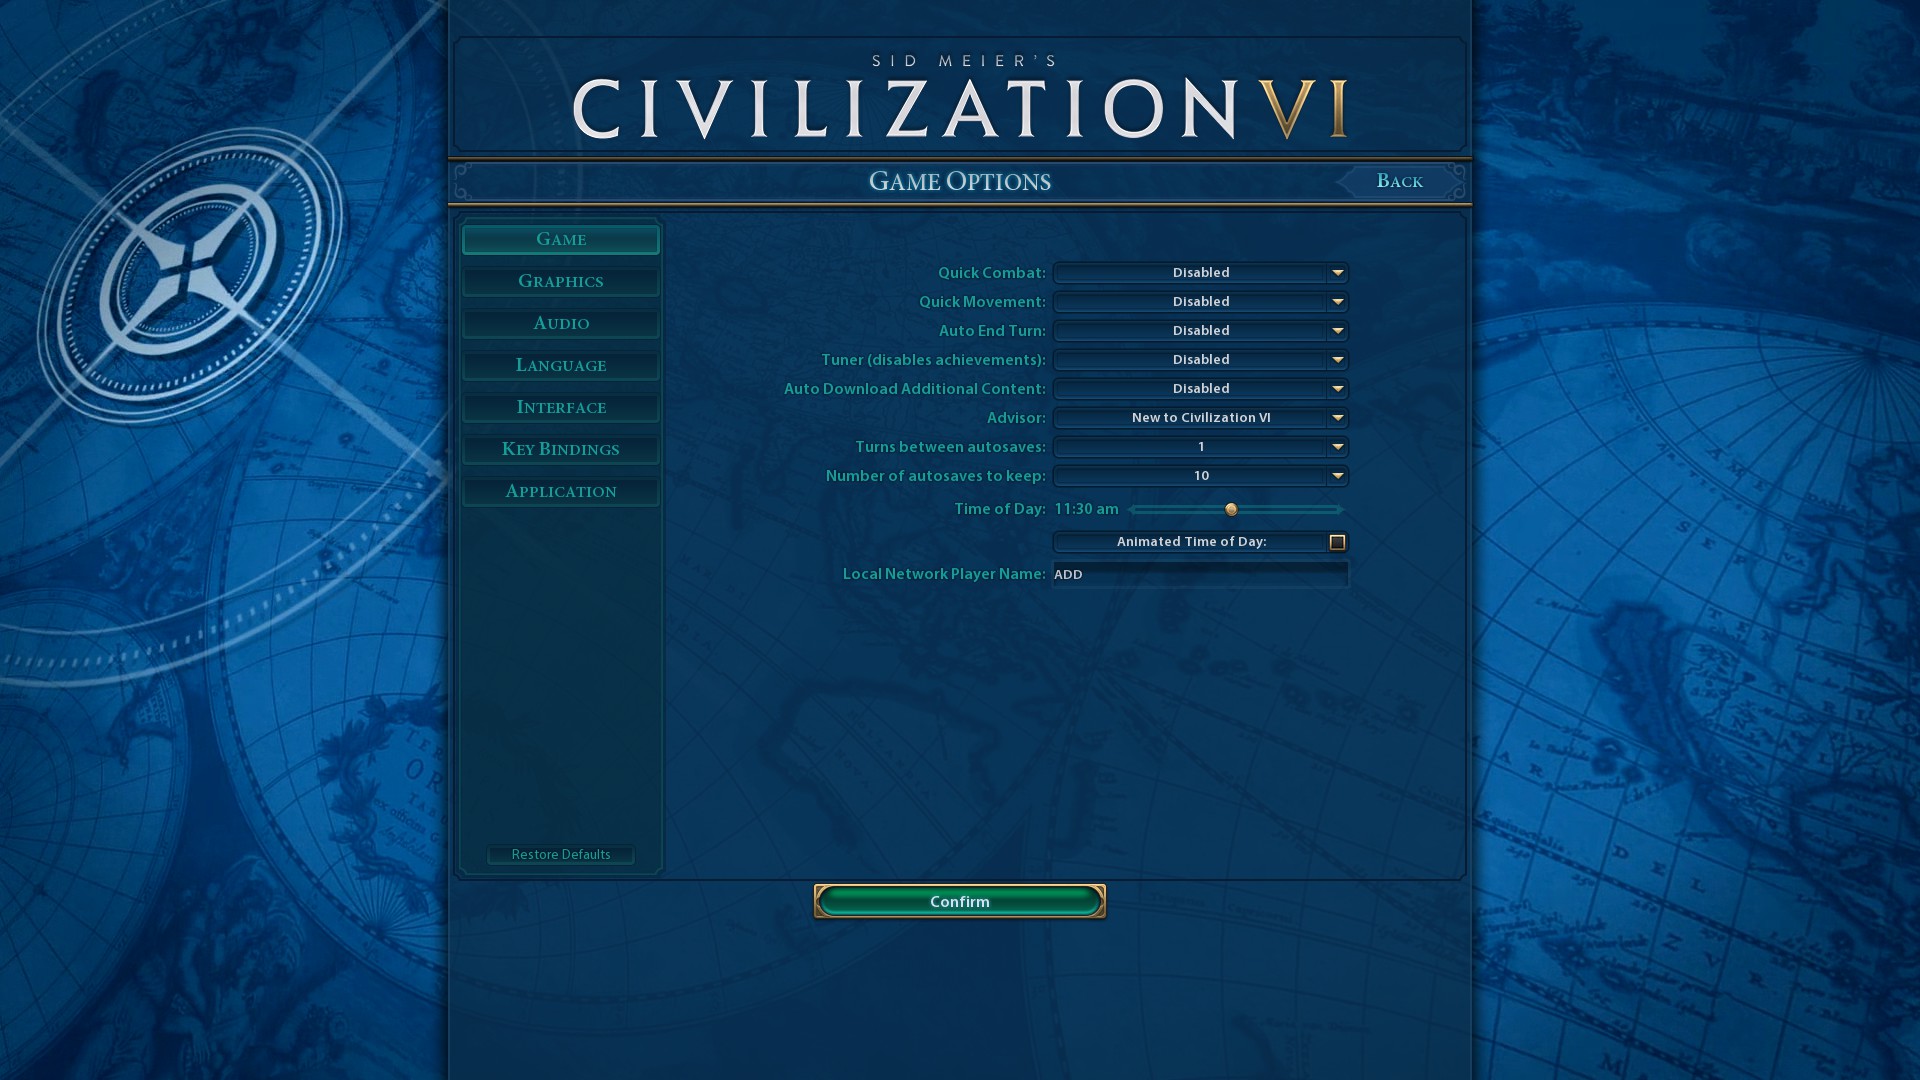 SID MEIER'S
CIVILIZATION VI
GAME OPTIONS
BACK
GAME
GRAPHICS
AUDIO
LANGUAGE
INTERFACE
KEY BINDINGS
APPLICATION
Restore Defaults
Quick Combat: Disabled
Quick Movement: Disabled
Auto End Turn: Disabled
Tuner (disables achievements): Disabled
Auto Download Additional Content: Disabled
Advisor: New to Civilization VI
Turns between autosaves: 1
Number of autosaves to keep: 10
Time of Day: 11:30 am
Animated Time of Day:
Local Network Player Name: ADD
Confirm